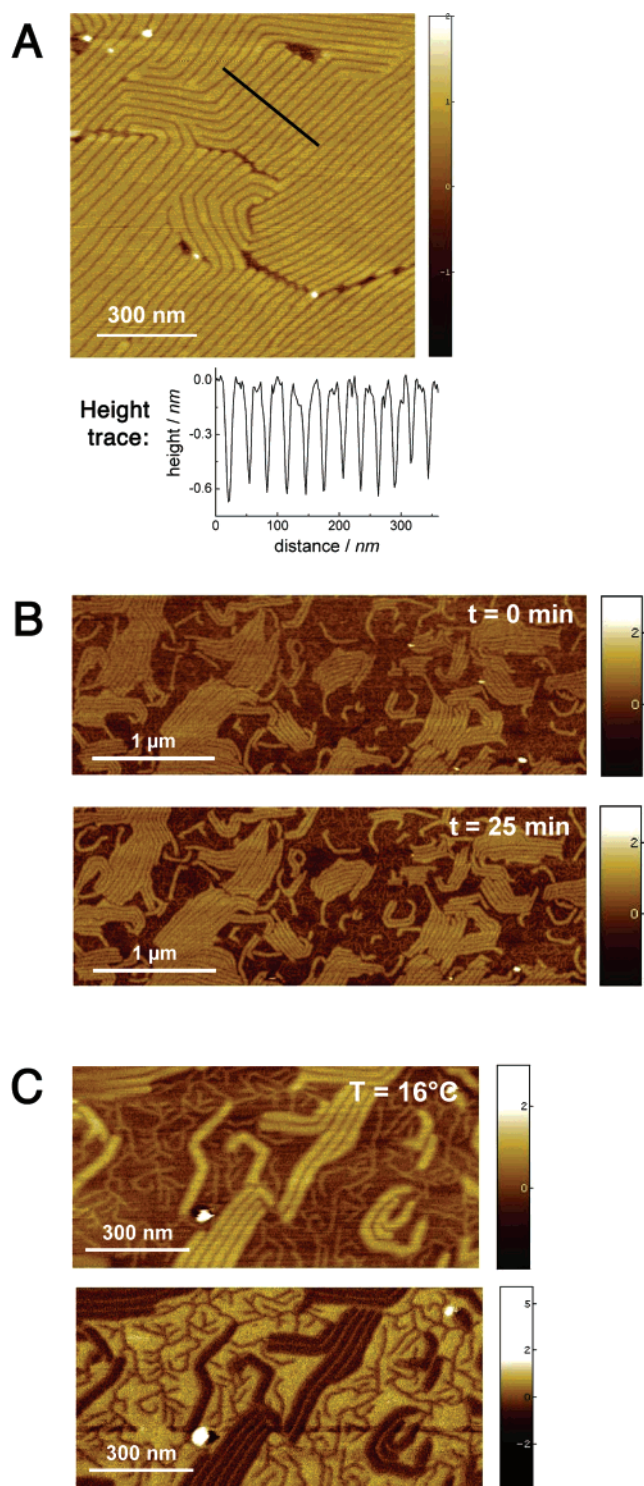 A
2
1
0
-1
300 nm
Height
trace:
height / nm
0.0
-0.3
-0.6
0
100
200
300
distance / nm
B
t = 0 min
2
0
1 µm
t = 25 min
2
0
1 µm
C
T = 16°C
2
0
300 nm
5
2
0
-2
300 nm